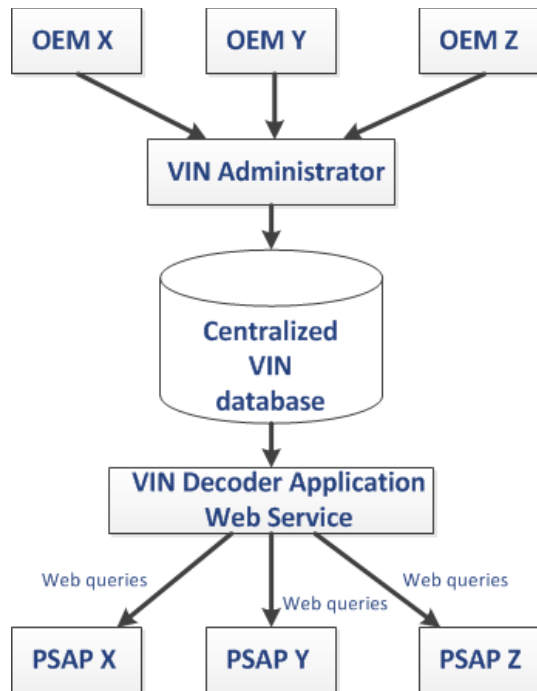 OEM X
OEM Y
OEM Z
VIN Administrator
Centralized
VIN
database
VIN Decoder Application
Web Service
Web queries
Web queries
Web queries
PSAP X
PSAP Y
PSAP Z